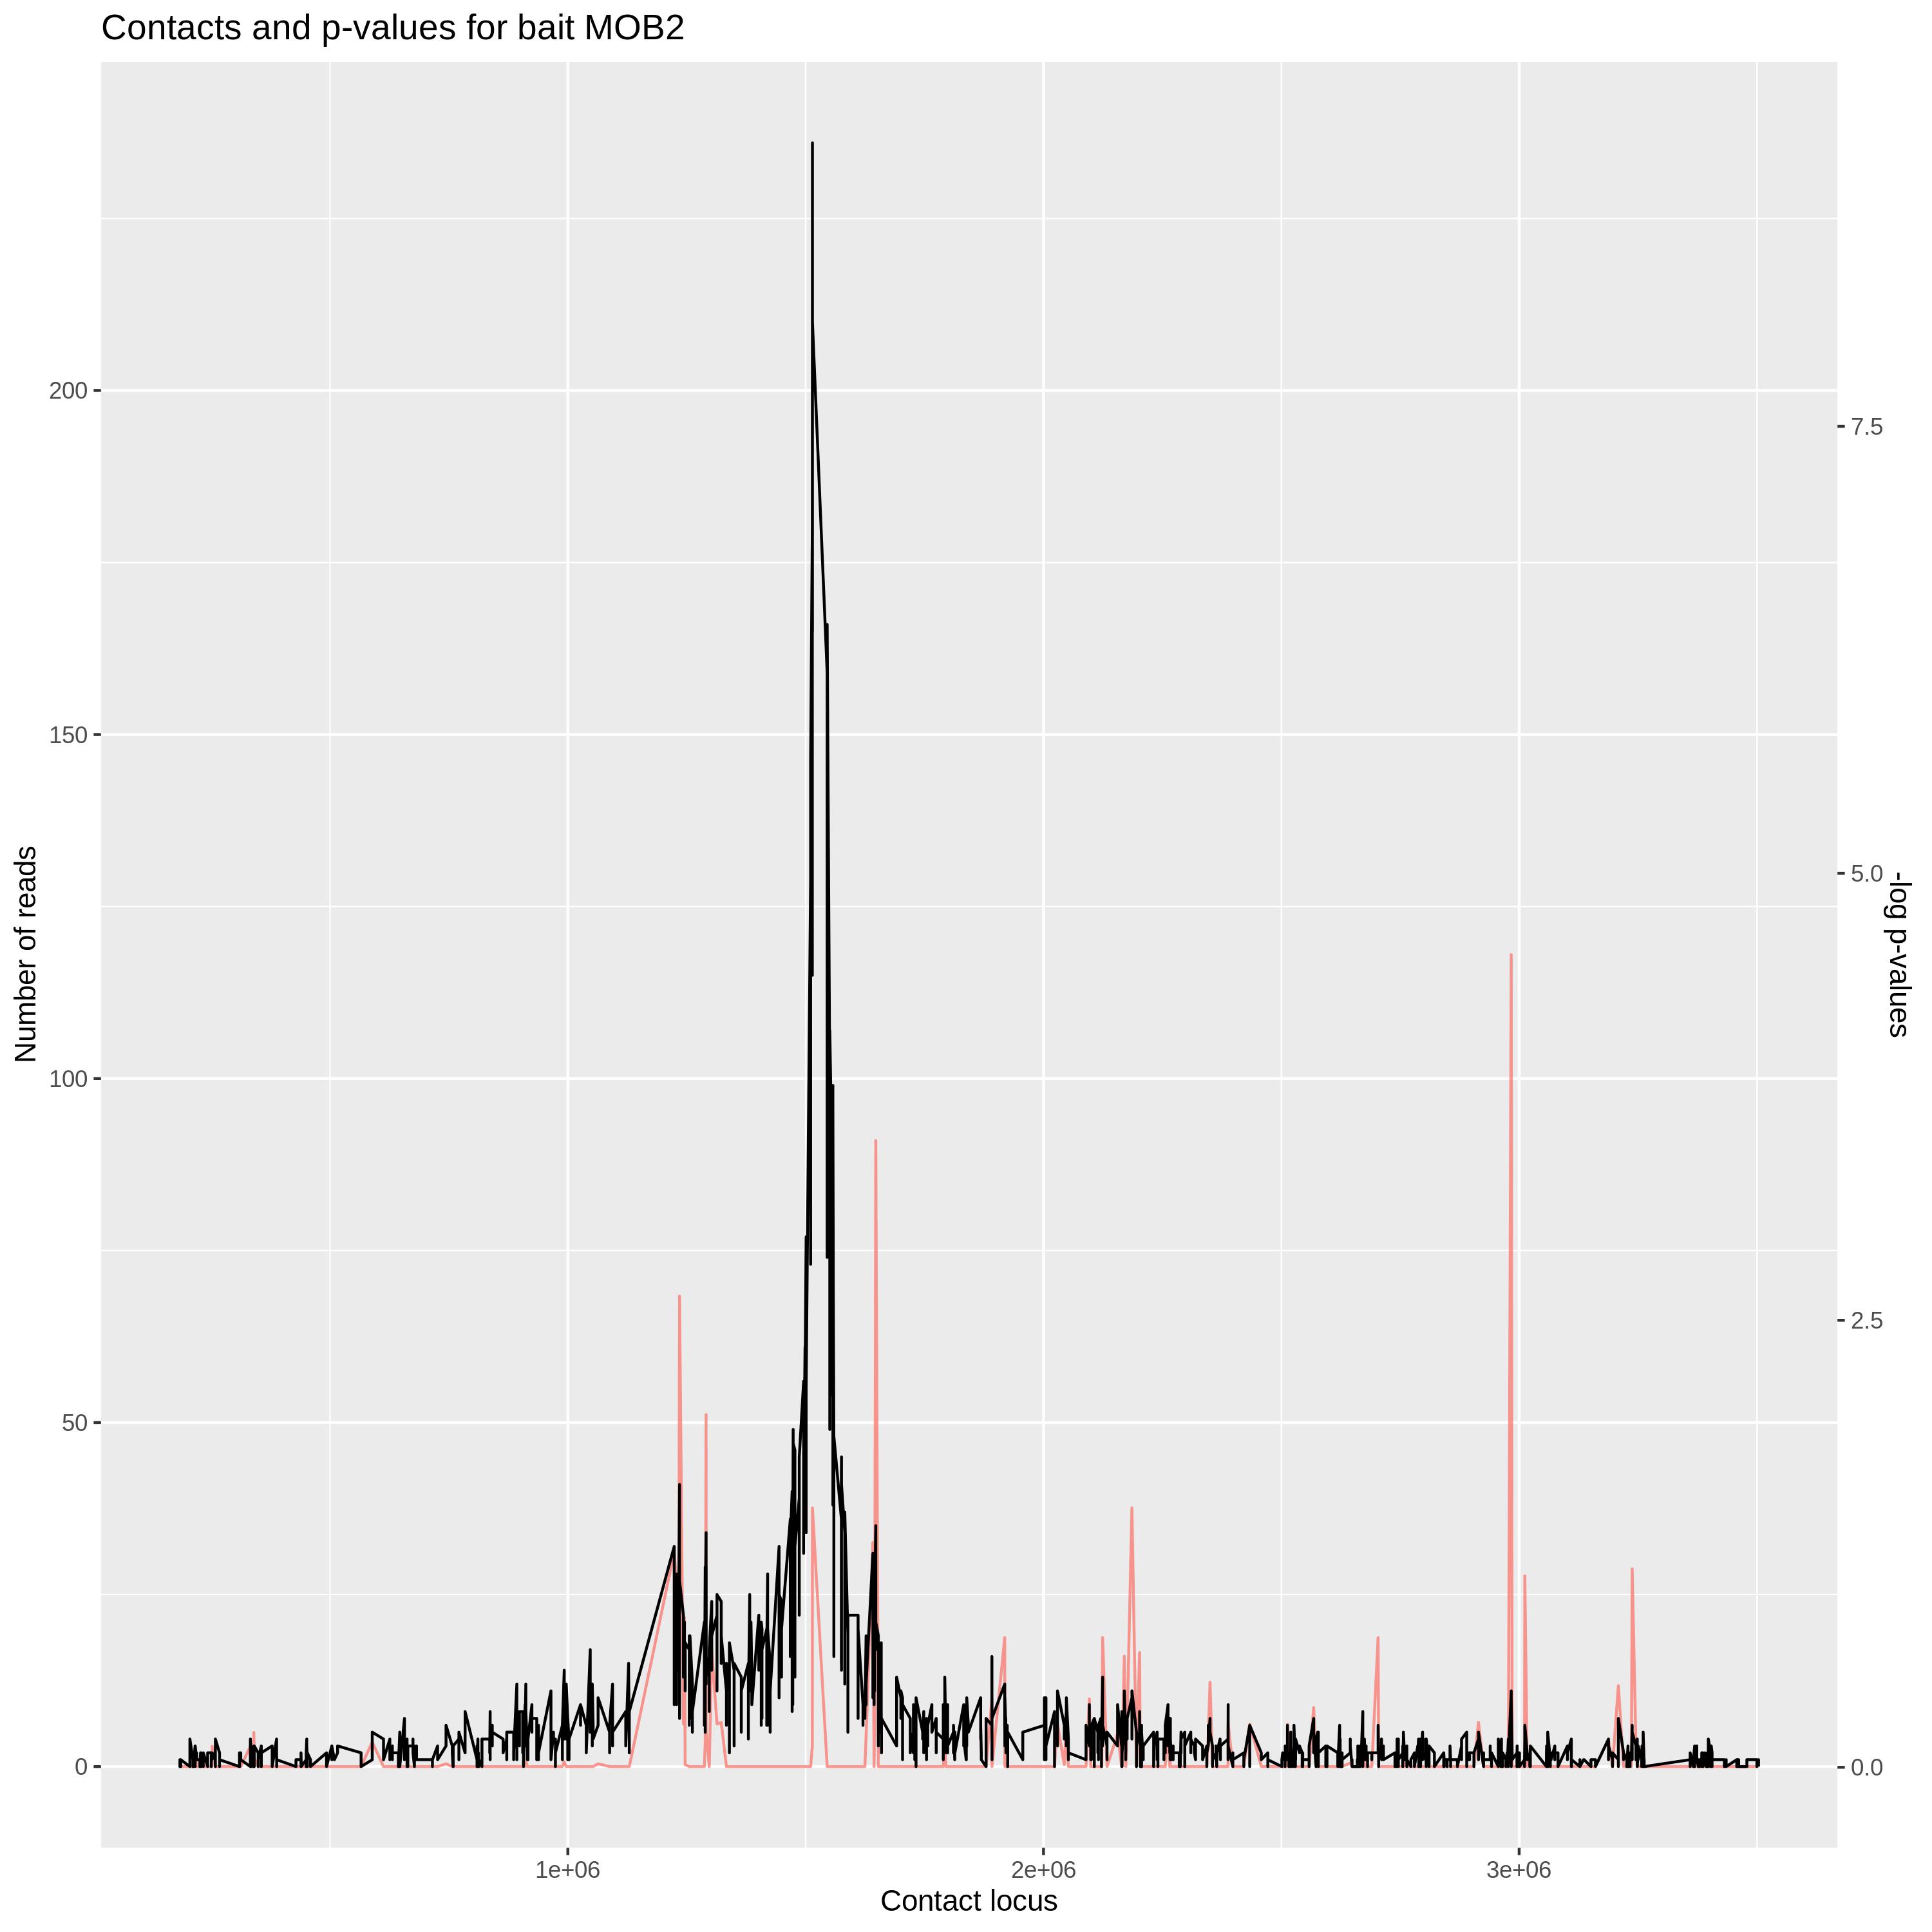 Contacts and p-values for bait MOB2
Number of reads
200
150
100
50
0
7.5
5.0
2.5
0.0
-log p-values
1e+06
2e+06
3e+06
Contact locus